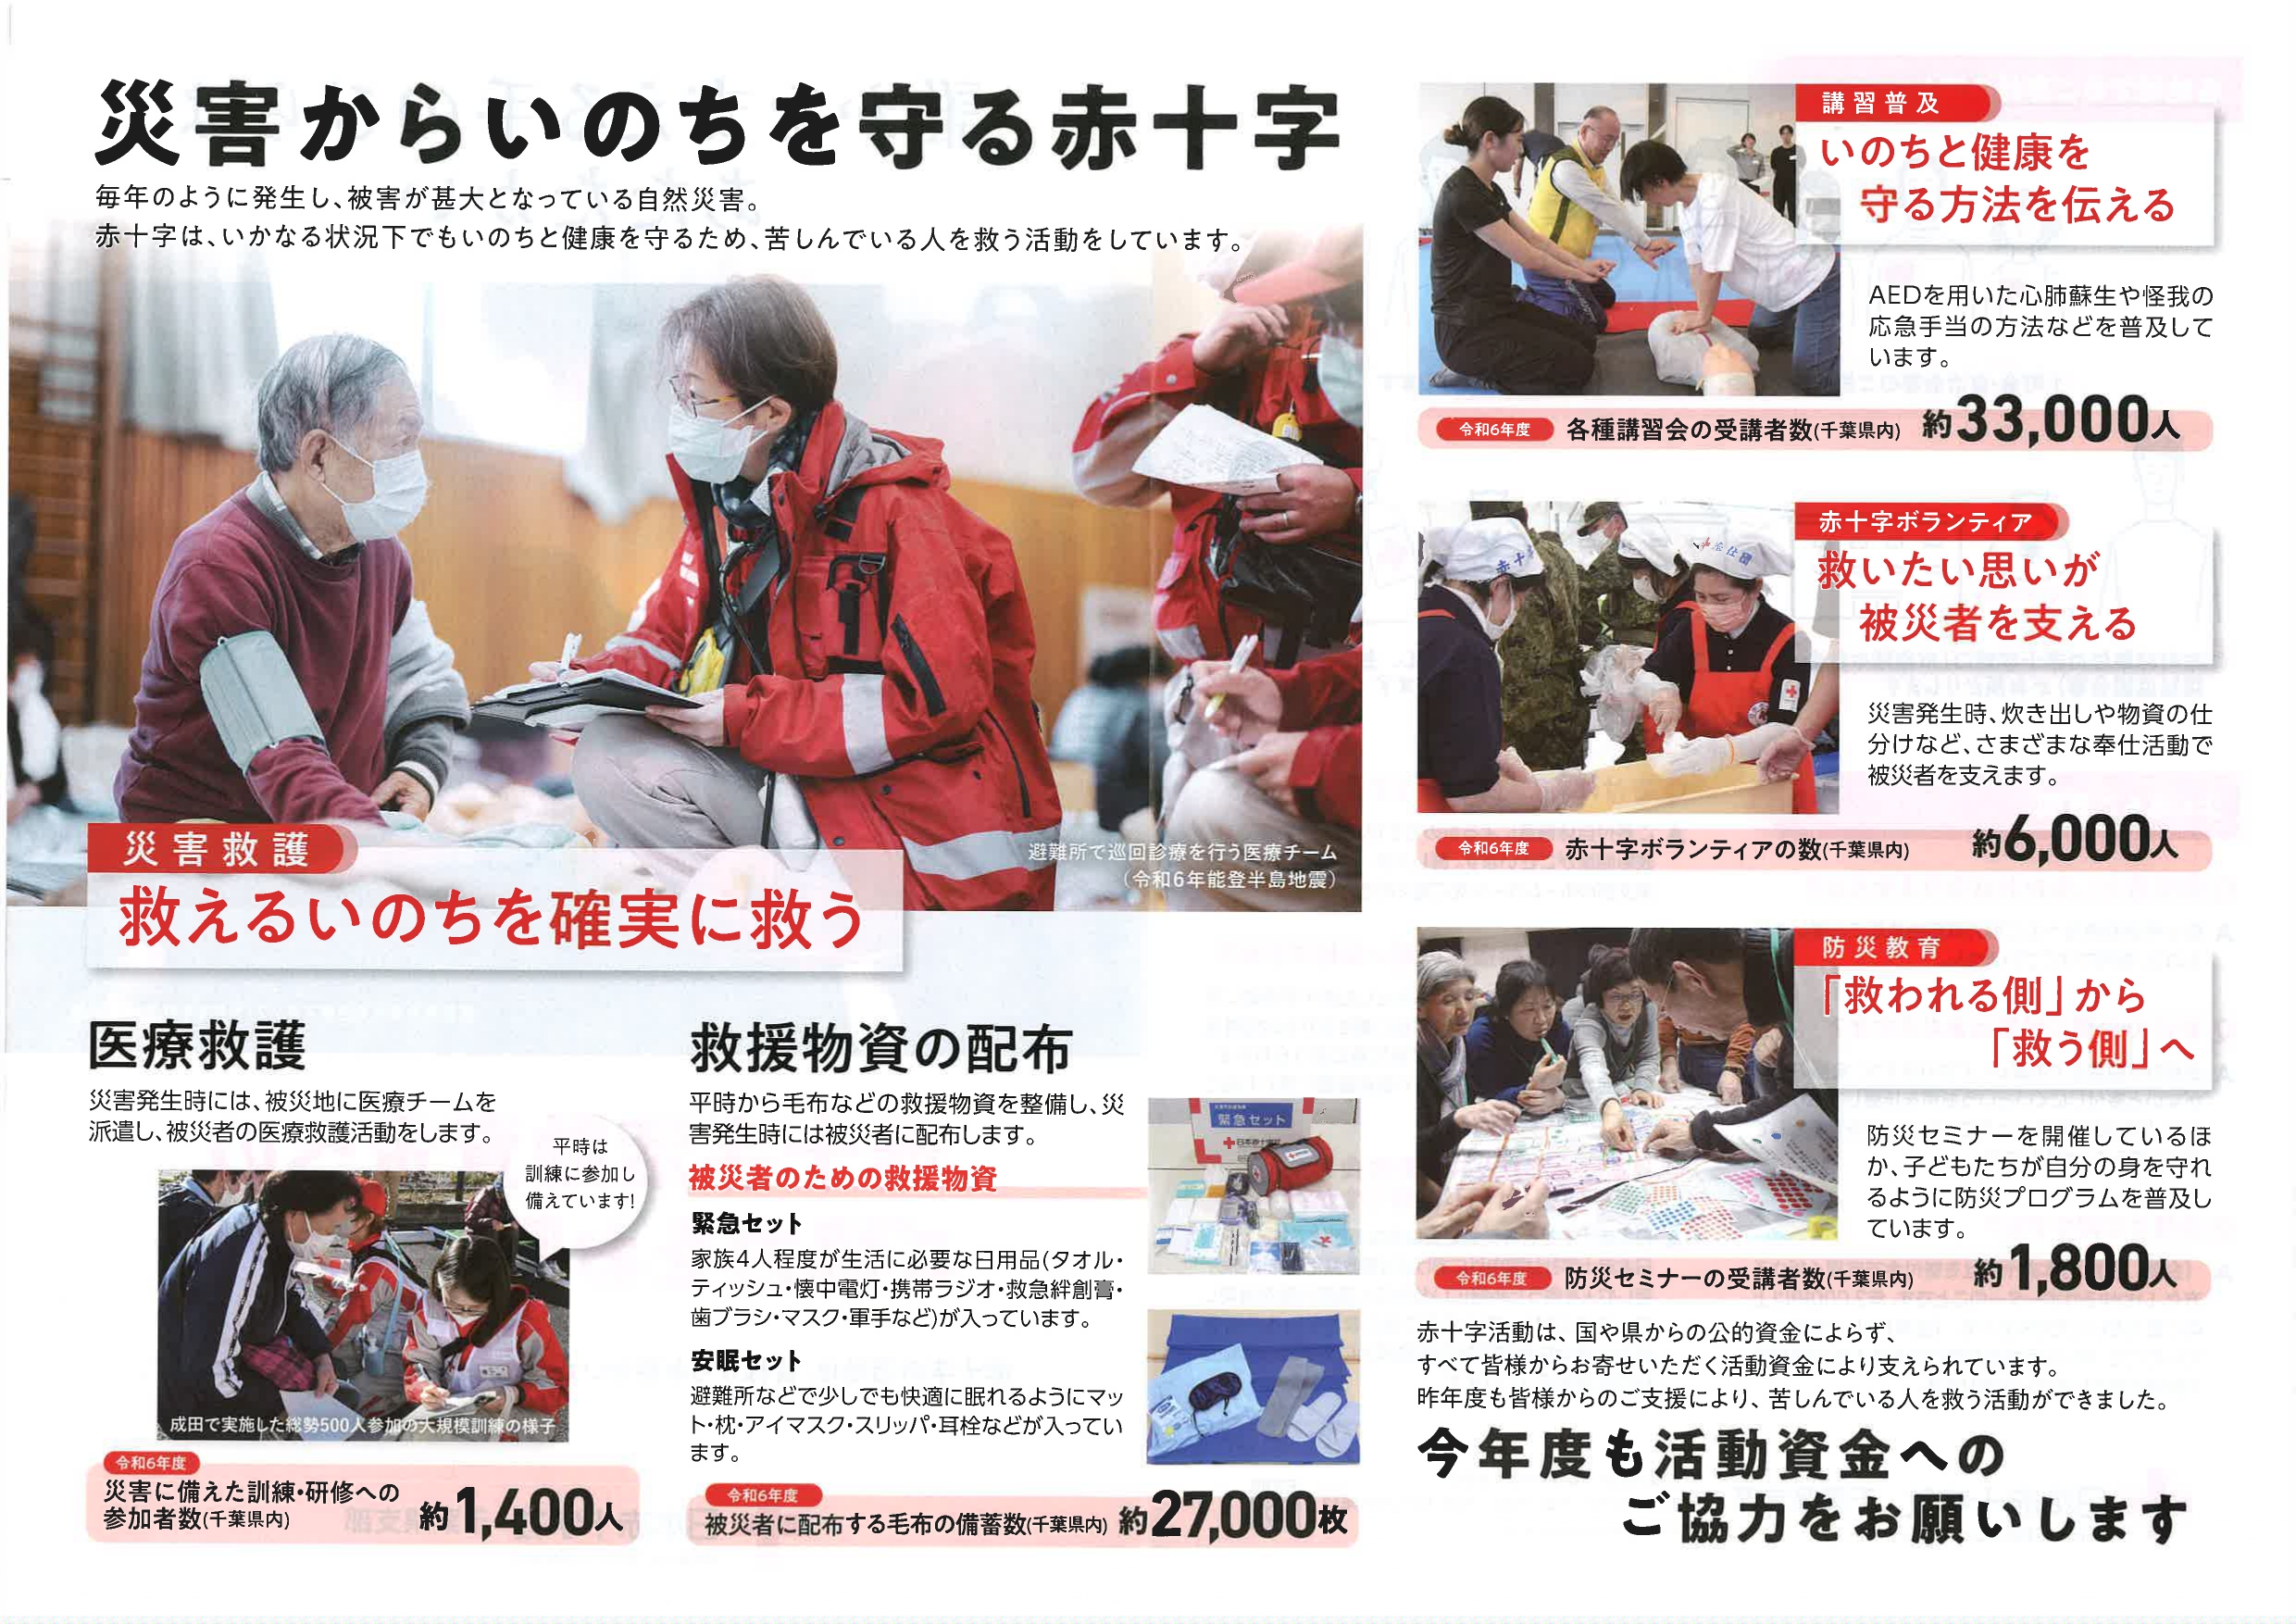 災害からいのちを守る赤十字
毎年のように発生し、被害が甚大となっている自然災害。
赤十字は、いかなる状況下でもいのちと健康を守るため、苦しんでいる人を救う活動をしています。
避難所で巡回診療を行う医療チーム
(令和6年能登半島地震)
災害救護
救えるいのちを確実に救う
医療救護
災害発生時には、被災地に医療チームを
派遣し、被災者の医療救護活動をします。
平時は
訓練に参加し
備えています!
成田で実施した総勢500人参加の大規模訓練の様子
令和6年度
災害に備えた訓練・研修への
参加者数(千葉県内) 約1,400人
救援物資の配布
平時から毛布などの救援物資を整備し、災
害発生時には被災者に配布します。
被災者のための救援物資
緊急セット
家族4人程度が生活に必要な日用品(タオル・
ティッシュ・懐中電灯・携帯ラジオ・救急絆創膏・
歯ブラシ・マスク・軍手など)が入っています。
緊急セット
安眠セット
避難所などで少しでも快適に眠れるようにマッ
ト・枕・アイマスク・スリッパ・耳栓などが入ってい
ます。
令和6年度
被災者に配布する毛布の備蓄数(千葉県内) 約27,000枚
講習普及
いのちと健康を
守る方法を伝える
AEDを用いた心肺蘇生や怪我の
応急手当の方法などを普及して
います。
令和6年度 各種講習会の受講者数(千葉県内) 約33,000人
赤十字ボランティア
救いたい思いが
被災者を支える
災害発生時、炊き出しや物資の仕
分けなど、さまざまな奉仕活動で
被災者を支えます。
令和6年度 赤十字ボランティアの数(千葉県内) 約6,000人
防災教育
「救われる側」から
「救う側」へ
防災セミナーを開催しているほ
か、子どもたちが自分の身を守れ
るように防災プログラムを普及し
ています。
令和6年度 防災セミナーの受講者数(千葉県内) 約1,800人
赤十字活動は、国や県からの公的資金によらず、
すべて皆様からお寄せいただく活動資金により支えられています。
昨年度も皆様からのご支援により、苦しんでいる人を救う活動ができました。
今年度も活動資金への
ご協力をお願いします